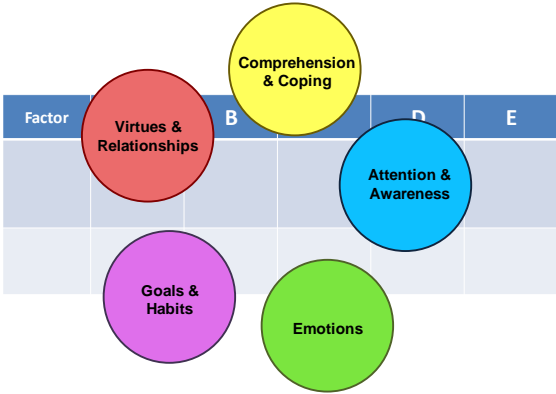 Comprehension
& Coping
Factor
B
D
E
Virtues &
Relationships
Attention &
Awareness
Goals &
Habits
Emotions